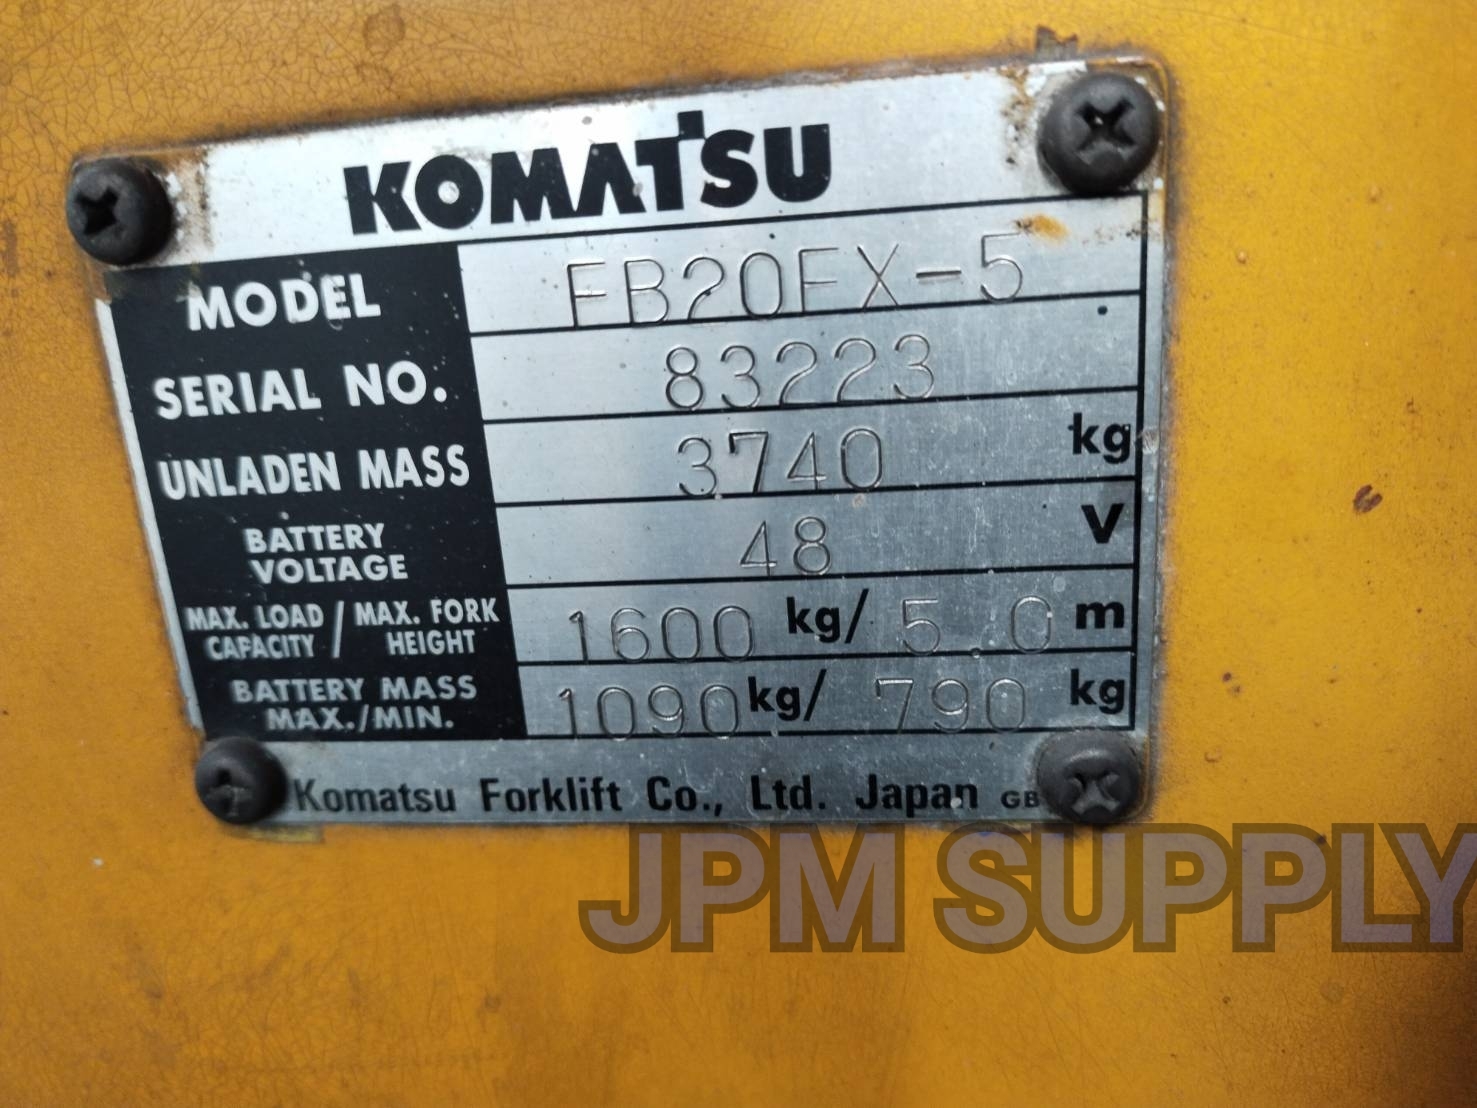 KOMATSU
MODEL FB20EX-5
SERIAL NO. 83223
UNLADEN MASS 3740 kg
BATTERY VOLTAGE 48 V
MAX. LOAD CAPACITY / MAX. FORK HEIGHT 1600 kg/ 5.0 m
BATTERY MASS MAX./MIN. 1090 kg/ 790 kg
Komatsu Forklift Co., Ltd. Japan GB
JPM SUPPLY